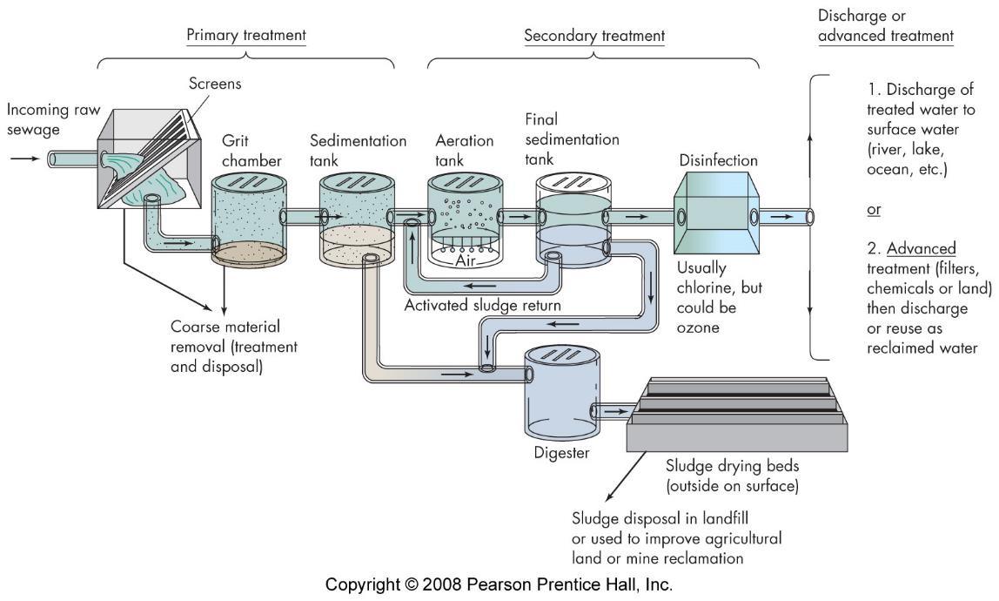 Primary treatment
Secondary treatment
Discharge or
advanced treatment
Screens
Incoming raw
sewage
Grit
chamber
Sedimentation
tank
Aeration
tank
Final
sedimentation
tank
Disinfection
Air
Activated sludge return
Usually
chlorine, but
could be
ozone
1. Discharge of
treated water to
surface water
(river, lake,
ocean, etc.)
or
2. Advanced
treatment (filters,
chemicals or land)
then discharge
or reuse as
reclaimed water
Coarse material
removal (treatment
and disposal)
Digester
Sludge drying beds
(outside on surface)
Sludge disposal in landfill
or used to improve agricultural
land or mine reclamation
Copyright © 2008 Pearson Prentice Hall, Inc.